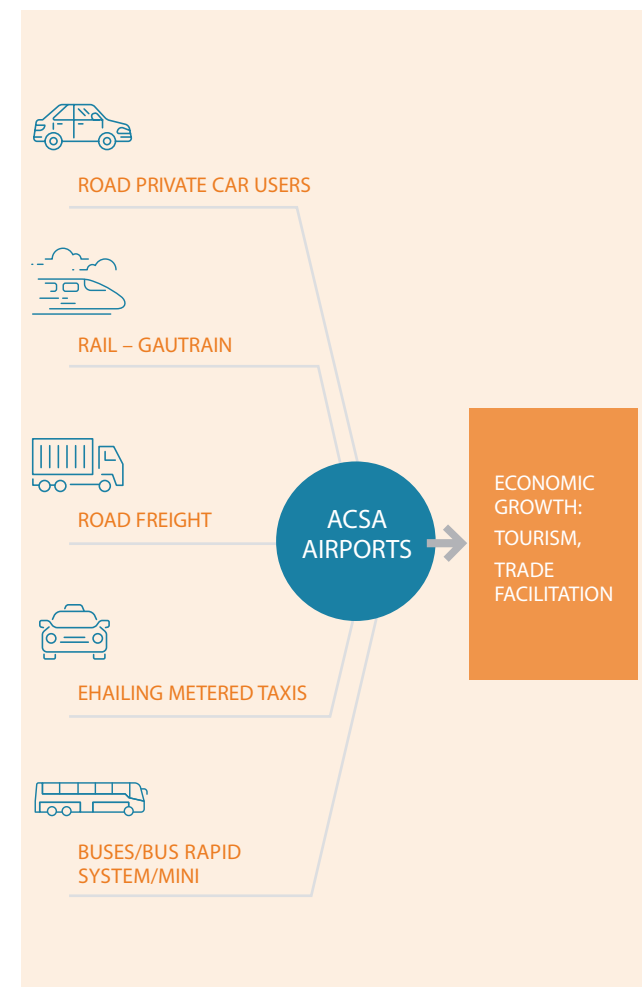 ROAD PRIVATE CAR USERS
RAIL – GAUTRAIN
ROAD FREIGHT
EHAILING METERED TAXIS
BUSES/BUS RAPID
SYSTEM/MINI
ACSA
AIRPORTS
ECONOMIC
GROWTH:
TOURISM,
TRADE
FACILITATION